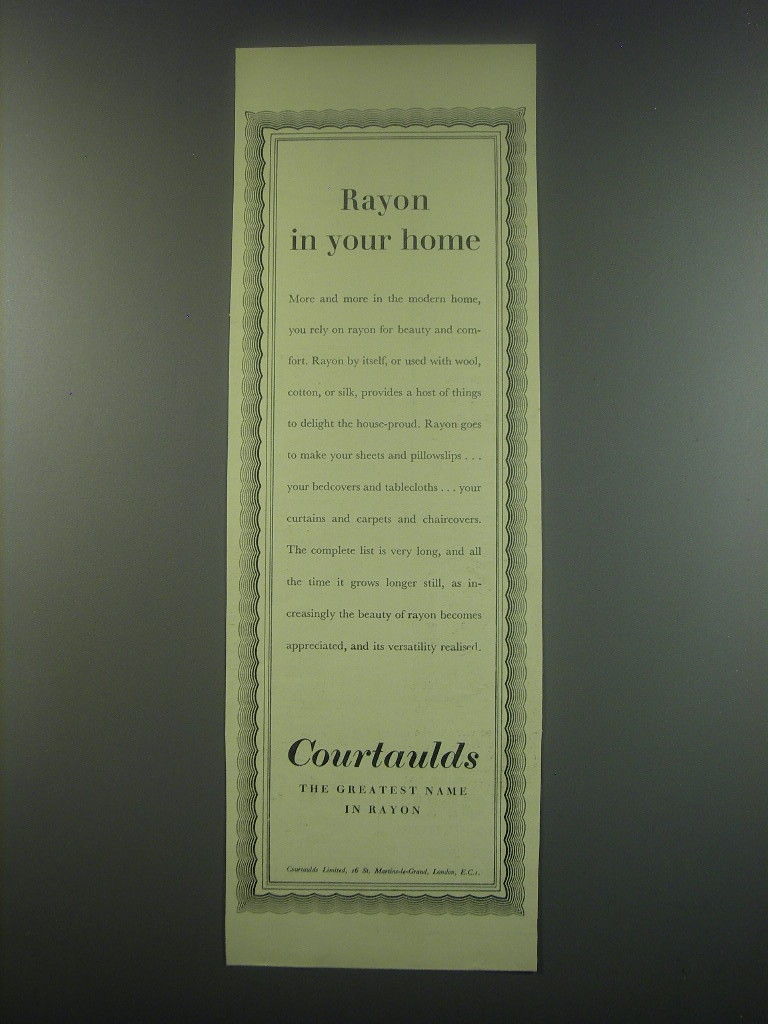 Rayon
in your home
More and more in the modern home,
you rely on rayon for beauty and com-
fort. Rayon by itself, or used with wool,
cotton, or silk, provides a host of things
to delight the house-proud. Rayon goes
to make your sheets and pillowslips . . .
your bedcovers and tablecloths . . . your
curtains and carpets and chaircovers.
The complete list is very long, and all
the time it grows longer still, as in-
creasingly the beauty of rayon becomes
appreciated, and its versatility realised.
Courtaulds
THE GREATEST NAME
IN RAYON
Courtaulds Limited, 16 St. Martins-le-Grand, London, E.C.1.